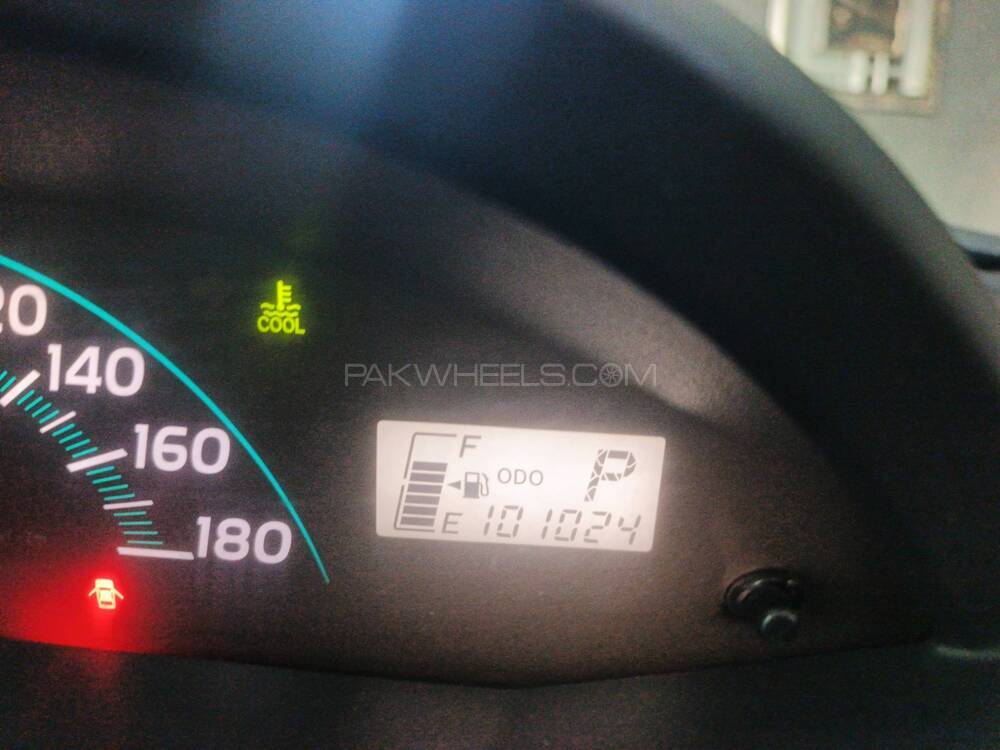 20
140
160
180
COOL
PAKWHEELS.COM
F
ODO P
E 101024